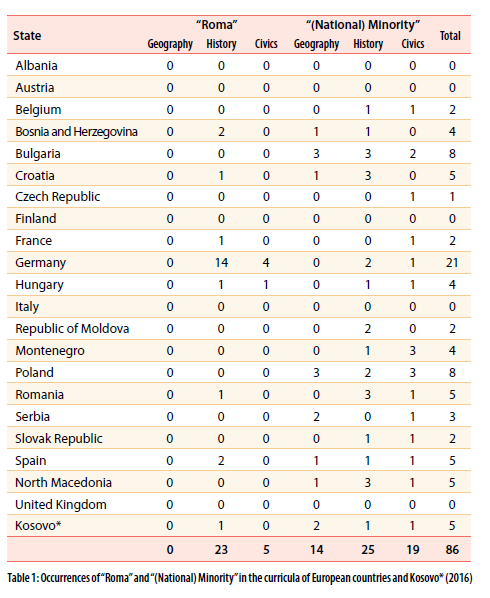 State “Roma” “(National) Minority” Total
Geography History Civics Geography History Civics
Albania 0 0 0 0 0 0 0
Austria 0 0 0 0 0 0 0
Belgium 0 0 0 0 1 1 2
Bosnia and Herzegovina 0 2 0 1 1 0 4
Bulgaria 0 0 0 3 3 2 8
Croatia 0 1 0 1 3 0 5
Czech Republic 0 0 0 0 0 1 1
Finland 0 0 0 0 0 0 0
France 0 1 0 0 0 1 2
Germany 0 14 4 0 2 1 21
Hungary 0 1 1 0 1 1 4
Italy 0 0 0 0 0 0 0
Republic of Moldova 0 0 0 0 2 0 2
Montenegro 0 0 0 0 1 3 4
Poland 0 0 0 3 2 3 8
Romania 0 1 0 0 3 1 5
Serbia 0 0 0 2 0 1 3
Slovak Republic 0 0 0 0 1 1 2
Spain 0 2 0 1 1 1 5
North Macedonia 0 0 0 1 3 1 5
United Kingdom 0 0 0 0 0 0 0
Kosovo* 0 1 0 2 1 1 5
0 23 5 14 25 19 86
Table 1: Occurrences of “Roma” and “(National) Minority” in the curricula of European countries and Kosovo* (2016)